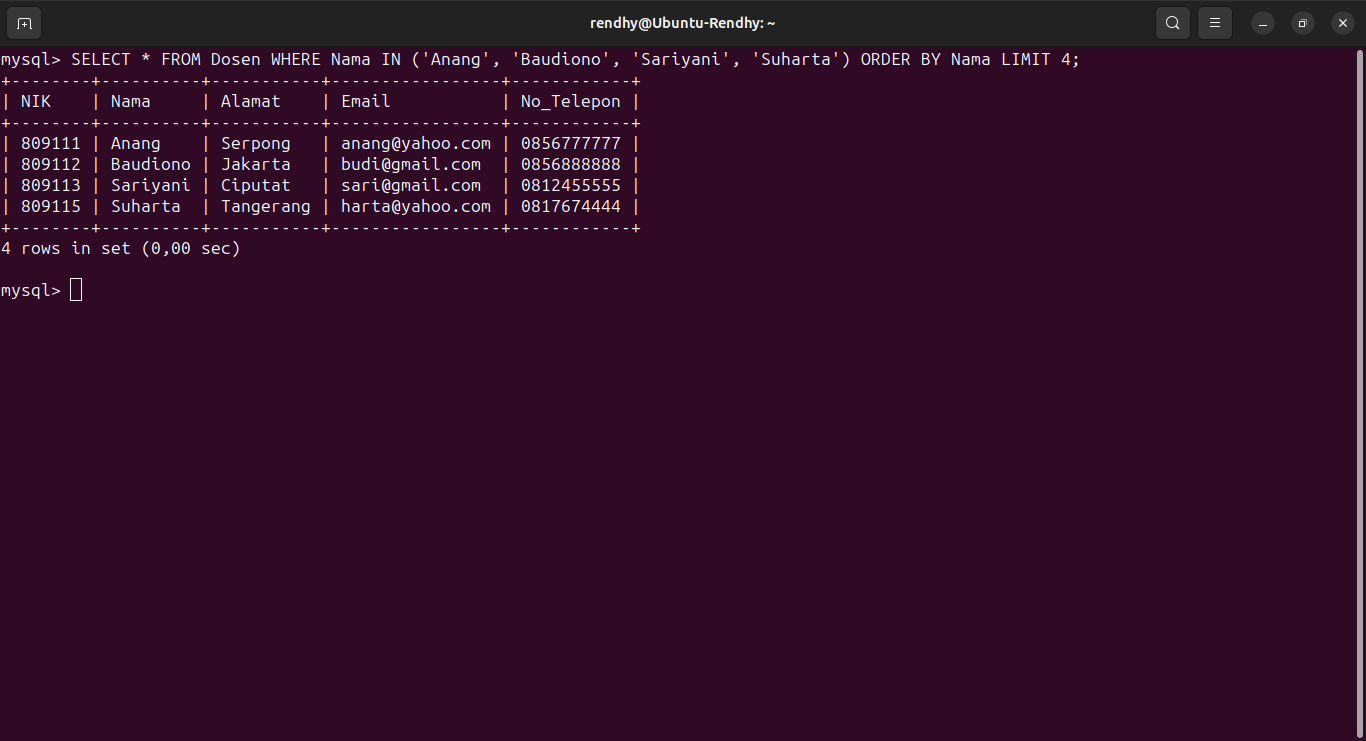 rendhy@Ubuntu-Rendhy: ~
mysql> SELECT * FROM Dosen WHERE Nama IN ('Anang', 'Baudiono', 'Sariyani', 'Suharta') ORDER BY Nama LIMIT 4;
+--------+----------+-----------+-----------------+------------+
| NIK    | Nama     | Alamat    | Email           | No_Telepon |
+--------+----------+-----------+-----------------+------------+
| 809111 | Anang    | Serpong   | anang@yahoo.com | 0856777777 |
| 809112 | Baudiono | Jakarta   | budi@gmail.com  | 0856888888 |
| 809113 | Sariyani | Ciputat   | sari@gmail.com  | 0812455555 |
| 809115 | Suharta  | Tangerang | harta@yahoo.com | 0817674444 |
+--------+----------+-----------+-----------------+------------+
4 rows in set (0,00 sec)
mysql>